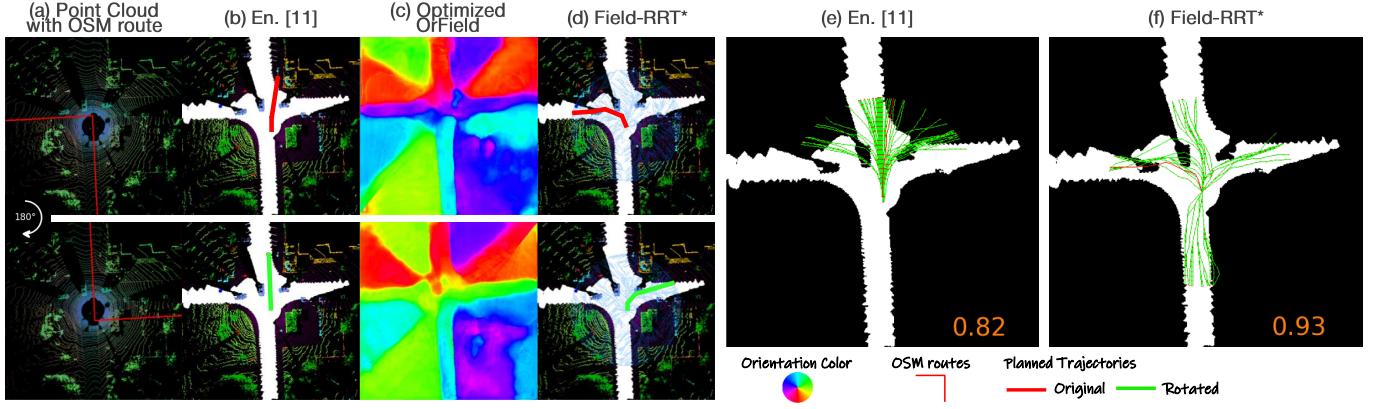 (a) Point Cloud
with OSM route
(b) En. [11]
(c) Optimized
OrField
(d) Field-RRT*
(e) En. [11]
(f) Field-RRT*
180°
0.82
0.93
Orientation Color
OSM routes
Planned Trajectories
Original
Rotated